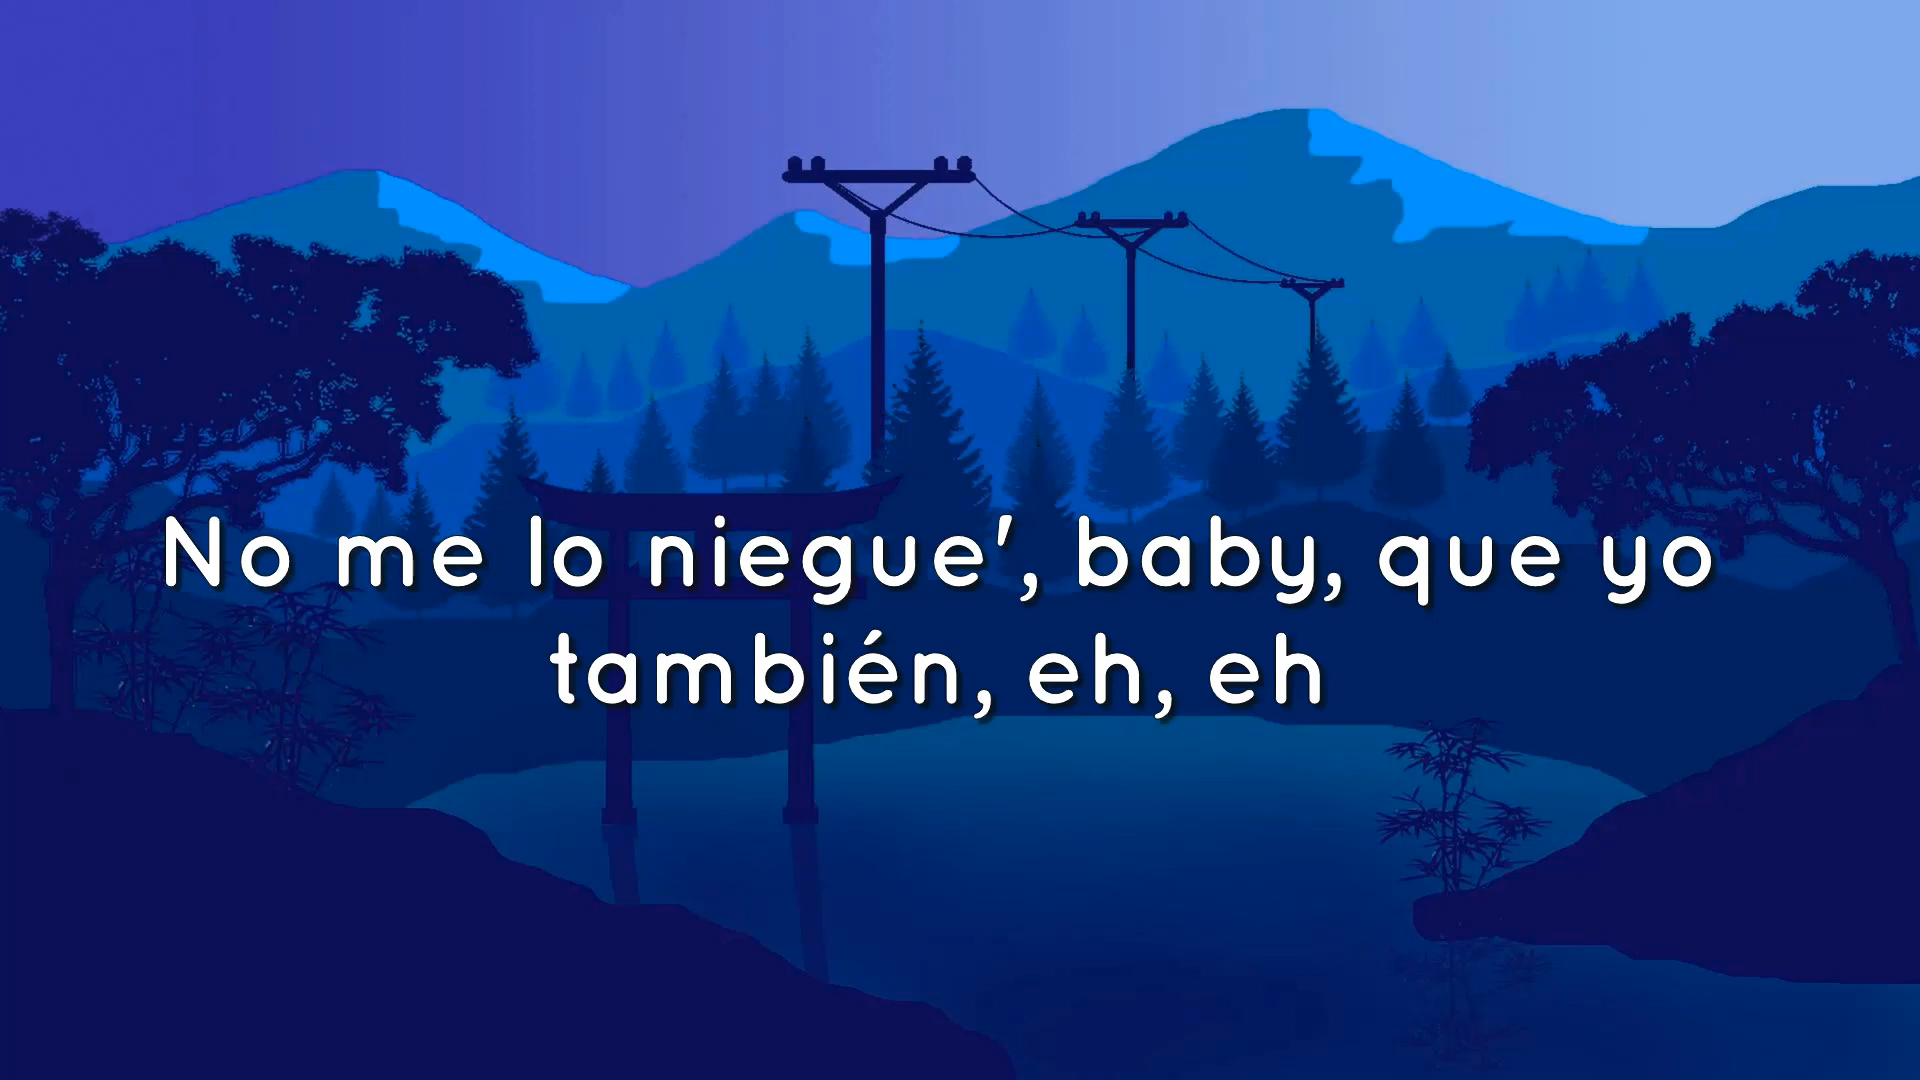 No me lo niegue', baby, que yo
también, eh, eh